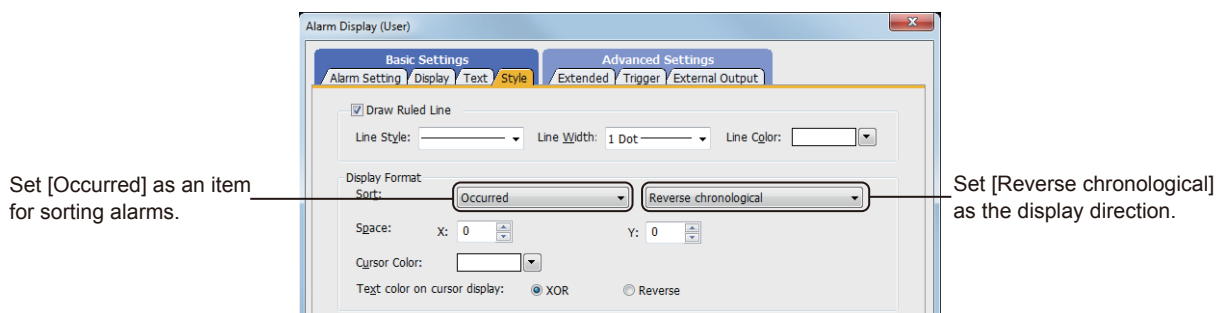 Alarm Display (User)
x
Basic Settings Advanced Settings
Alarm Setting Display Text Style Extended Trigger External Output
Draw Ruled Line
Line Style: Line Width: 1 Dot Line Color:
Display Format
Sort: Occurred Reverse chronological
Space: X: 0 Y: 0
Cursor Color:
Text color on cursor display: XOR Reverse
Set [Occurred] as an item
for sorting alarms.
Set [Reverse chronological]
as the display direction.